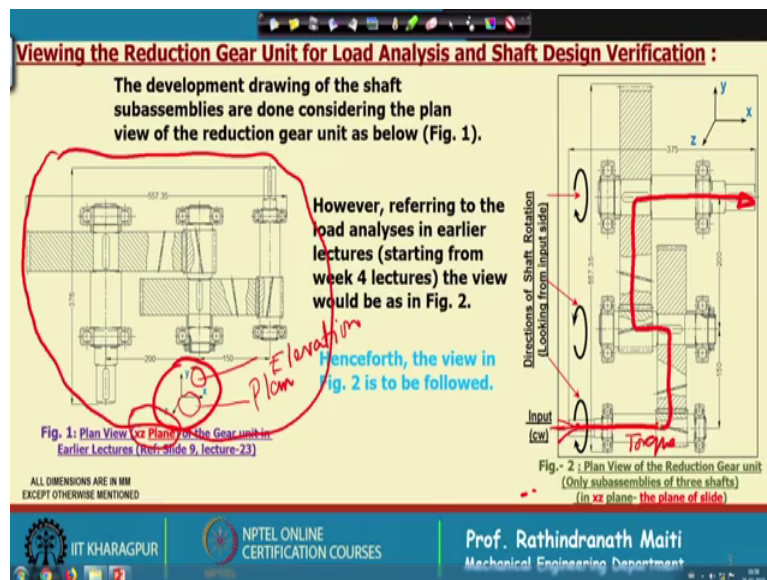 Viewing the Reduction Gear Unit for Load Analysis and Shaft Design Verification :
The development drawing of the shaft
subassemblies are done considering the plan
view of the reduction gear unit as below (Fig. 1).
However, referring to the
load analyses in earlier
lectures (starting from
week 4 lectures) the view
would be as in Fig. 2.
Henceforth, the view in
Fig. 2 is to be followed.
557.35
375
200
150
y
x
Elevation
Plan
Fig. 1: Plan View (xz Plane) of the Gear unit in
Earlier Lectures (Ref: Slide 9, lecture-23)
ALL DIMENSIONS ARE IN MM
EXCEPT OTHERWISE MENTIONED
y
x
z
375
557.35
200
150
Directions of Shaft Rotation
(Looking from input side)
Input
(cw)
Torque
Fig.- 2 : Plan View of the Reduction Gear unit
(Only subassemblies of three shafts)
(in xz plane- the plane of slide)
IIT KHARAGPUR
NPTEL ONLINE
CERTIFICATION COURSES
Prof. Rathindranath Maiti
Mechanical Engineering Department
3